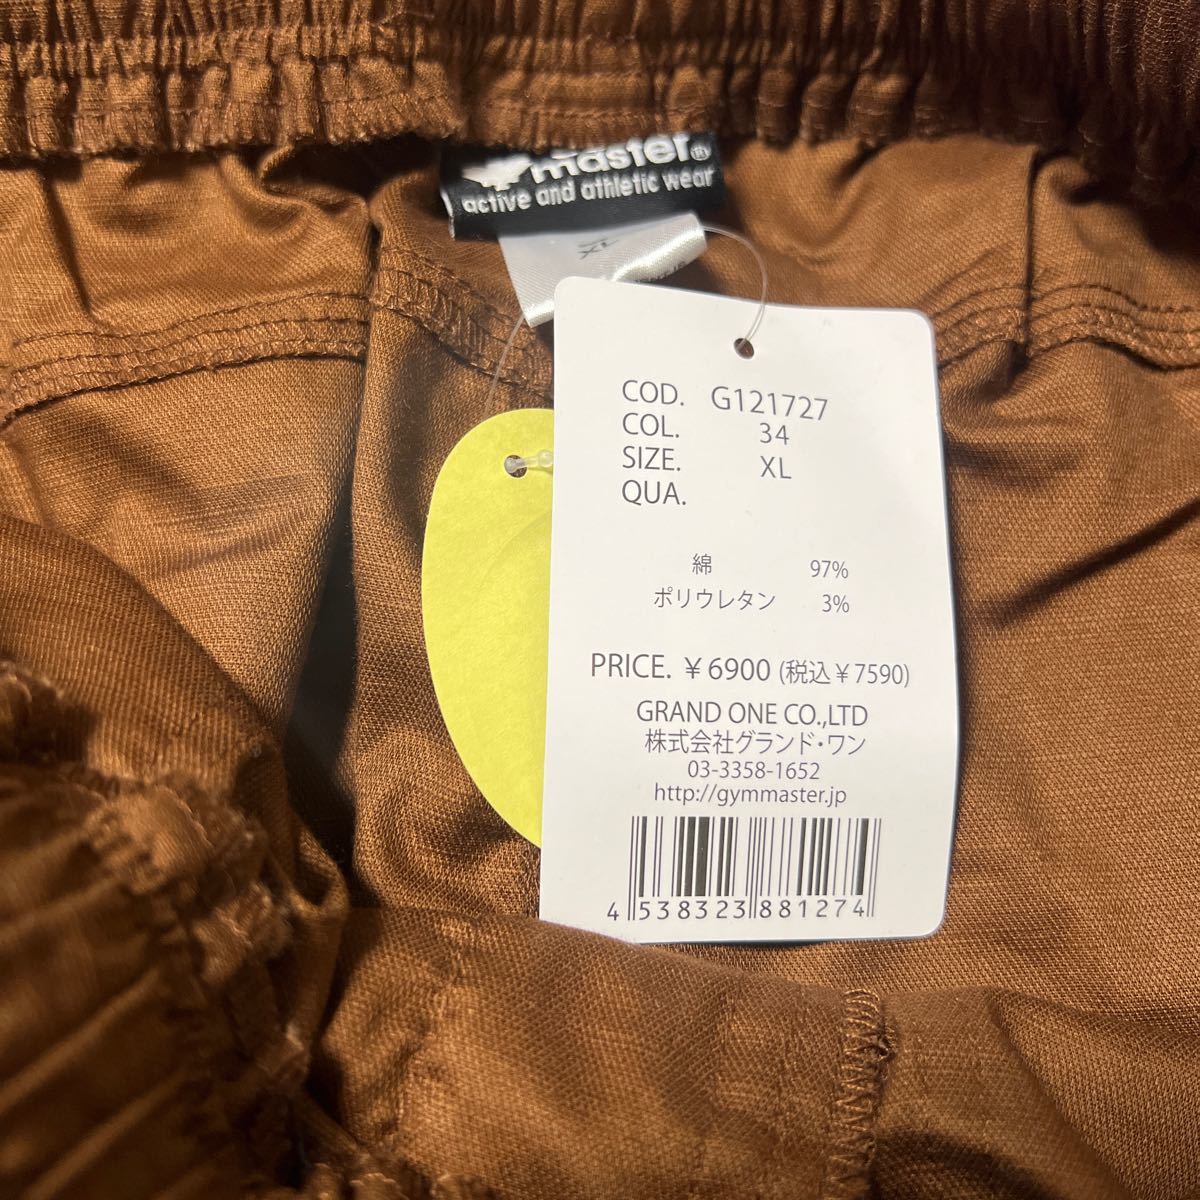 master®
active and athletic wear
XL
COD. G121727
COL. 34
SIZE. XL
QUA.
綿 97%
ポリウレタン 3%
PRICE. ¥6900 (税込¥7590)
GRAND ONE CO.,LTD
株式会社グランド・ワン
03-3358-1652
http://gymmaster.jp
4 538323 881274